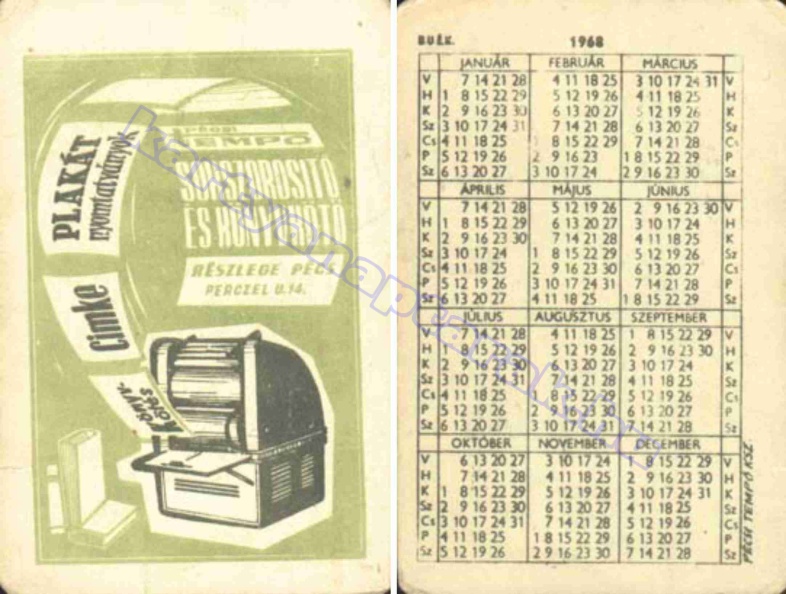 PLAKÁT
nyomtatványok
Pécsi
TEMPO
SOKSZOROSITÓ
ÉS KÖNYVKÖTŐ
RÉSZLEGE PÉCS
PERCZEL U.14.
Cimke
Könyv-
Kötés
kartyanaptarok.hu
BUÉK. 1968
JANUÁR FEBRUÁR MÁRCIUS
V 7 14 21 28 4 11 18 25 3 10 17 24 31 V
H 1 8 15 22 29 5 12 19 26 4 11 18 25 H
K 2 9 16 23 30 6 13 20 27 5 12 19 26 K
Sz 3 10 17 24 31 7 14 21 28 6 13 20 27 Sz
Cs 4 11 18 25 1 8 15 22 29 7 14 21 28 Cs
P 5 12 19 26 2 9 16 23 1 8 15 22 29 P
Sz 6 13 20 27 3 10 17 24 2 9 16 23 30 Sz
ÁPRILIS MÁJUS JÚNIUS
V 7 14 21 28 5 12 19 26 2 9 16 23 30 V
H 1 8 15 22 29 6 13 20 27 3 10 17 24 H
K 2 9 16 23 30 7 14 21 28 4 11 18 25 K
Sz 3 10 17 24 1 8 15 22 29 5 12 19 26 Sz
Cs 4 11 18 25 2 9 16 23 30 6 13 20 27 Cs
P 5 12 19 26 3 10 17 24 31 7 14 21 28 P
Sz 6 13 20 27 4 11 18 25 1 8 15 22 29 Sz
JÚLIUS AUGUSZTUS SZEPTEMBER
V 7 14 21 28 4 11 18 25 1 8 15 22 29 V
H 1 8 15 22 29 5 12 19 26 2 9 16 23 30 H
K 2 9 16 23 30 6 13 20 27 3 10 17 24 K
Sz 3 10 17 24 31 7 14 21 28 4 11 18 25 Sz
Cs 4 11 18 25 1 8 15 22 29 5 12 19 26 Cs
P 5 12 19 26 2 9 16 23 30 6 13 20 27 P
Sz 6 13 20 27 3 10 17 24 31 7 14 21 28 Sz
OKTÓBER NOVEMBER DECEMBER
V 6 13 20 27 3 10 17 24 8 15 22 29 V
H 7 14 21 28 4 11 18 25 2 9 16 23 30 H
K 1 8 15 22 29 5 12 19 26 3 10 17 24 31 K
Sz 2 9 16 23 30 6 13 20 27 4 11 18 25 Sz
Cs 3 10 17 24 31 7 14 21 28 5 12 19 26 Cs
P 4 11 18 25 1 8 15 22 29 6 13 20 27 P
Sz 5 12 19 26 2 9 16 23 30 7 14 21 28 Sz
PÉCSI TEMPÓ KSZ.